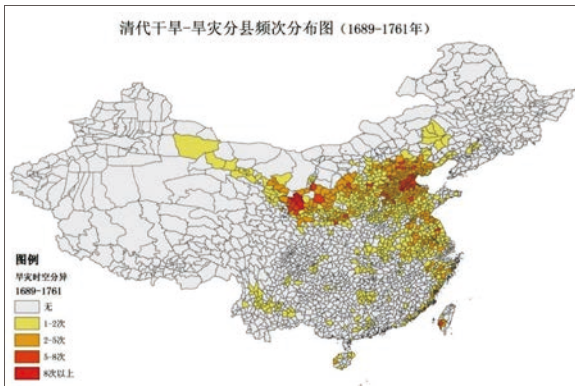 清代干旱-旱灾分县频次分布图（1689-1761年）
图例
旱灾时空分异
1689-1761
无
1-2次
2-5次
5-8次
8次以上